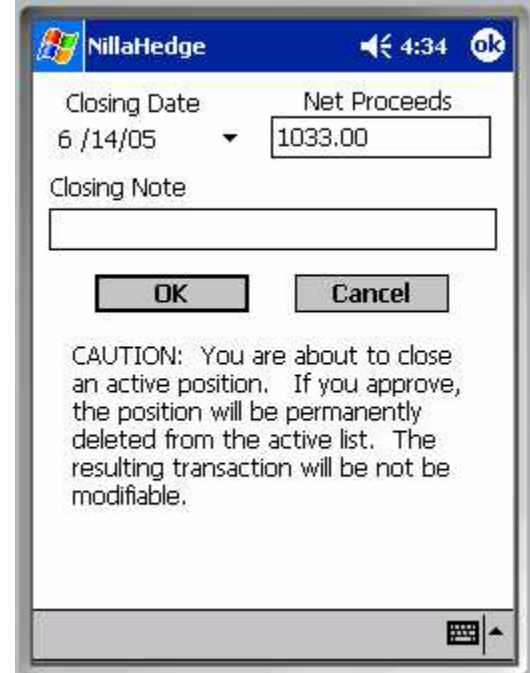 NillaHedge 4:34 ok
Closing Date Net Proceeds
6 /14/05 1033.00
Closing Note
OK Cancel
CAUTION: You are about to close
an active position. If you approve,
the position will be permanently
deleted from the active list. The
resulting transaction will be not be
modifiable.